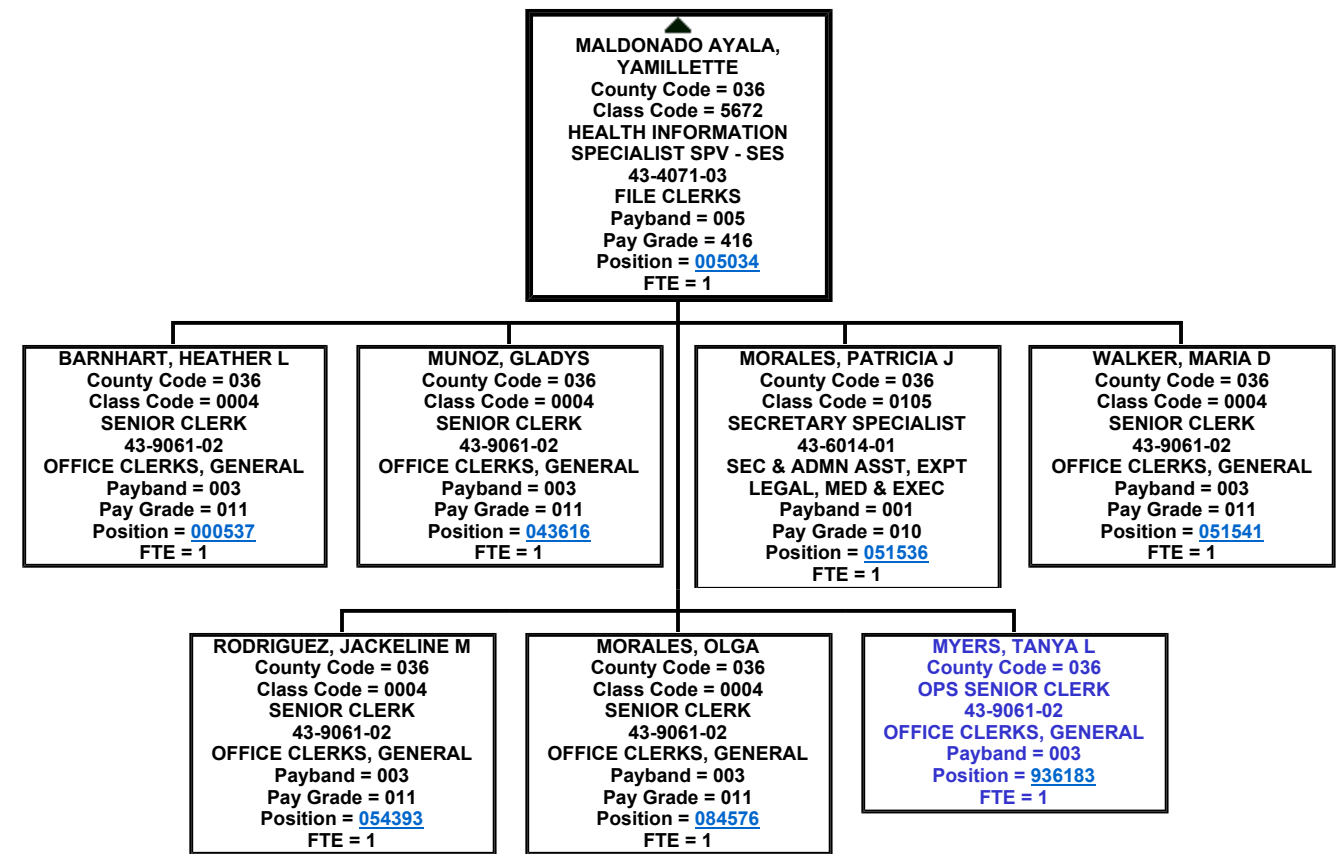 MALDONADO AYALA,
YAMILLETTE
County Code = 036
Class Code = 5672
HEALTH INFORMATION
SPECIALIST SPV - SES
43-4071-03
FILE CLERKS
Payband = 005
Pay Grade = 416
Position = 005034
FTE = 1
BARNHART, HEATHER L
County Code = 036
Class Code = 0004
SENIOR CLERK
43-9061-02
OFFICE CLERKS, GENERAL
Payband = 003
Pay Grade = 011
Position = 000537
FTE = 1
MUNOZ, GLADYS
County Code = 036
Class Code = 0004
SENIOR CLERK
43-9061-02
OFFICE CLERKS, GENERAL
Payband = 003
Pay Grade = 011
Position = 043616
FTE = 1
MORALES, PATRICIA J
County Code = 036
Class Code = 0105
SECRETARY SPECIALIST
43-6014-01
SEC & ADMN ASST, EXPT
LEGAL, MED & EXEC
Payband = 001
Pay Grade = 010
Position = 051536
FTE = 1
WALKER, MARIA D
County Code = 036
Class Code = 0004
SENIOR CLERK
43-9061-02
OFFICE CLERKS, GENERAL
Payband = 003
Pay Grade = 011
Position = 051541
FTE = 1
RODRIGUEZ, JACKELINE M
County Code = 036
Class Code = 0004
SENIOR CLERK
43-9061-02
OFFICE CLERKS, GENERAL
Payband = 003
Pay Grade = 011
Position = 054393
FTE = 1
MORALES, OLGA
County Code = 036
Class Code = 0004
SENIOR CLERK
43-9061-02
OFFICE CLERKS, GENERAL
Payband = 003
Pay Grade = 011
Position = 084576
FTE = 1
MYERS, TANYA L
County Code = 036
OPS SENIOR CLERK
43-9061-02
OFFICE CLERKS, GENERAL
Payband = 003
Position = 936183
FTE = 1